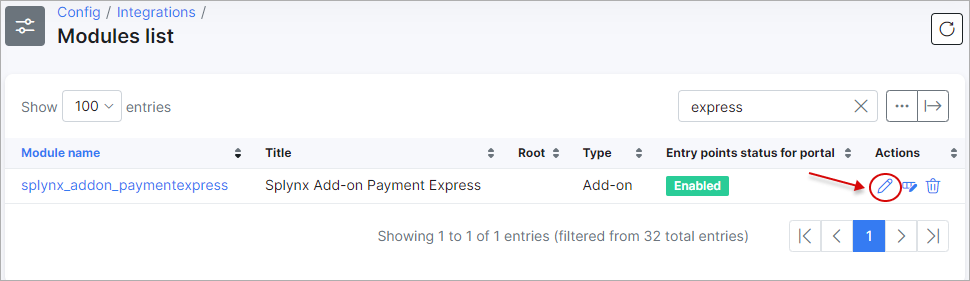 Config / Integrations /
Modules list
Show 100 entries express
Module name Title Root Type Entry points status for portal Actions
splynx_addon_paymentexpress Splynx Add-on Payment Express Add-on Enabled
Showing 1 to 1 of 1 entries (filtered from 32 total entries) 1